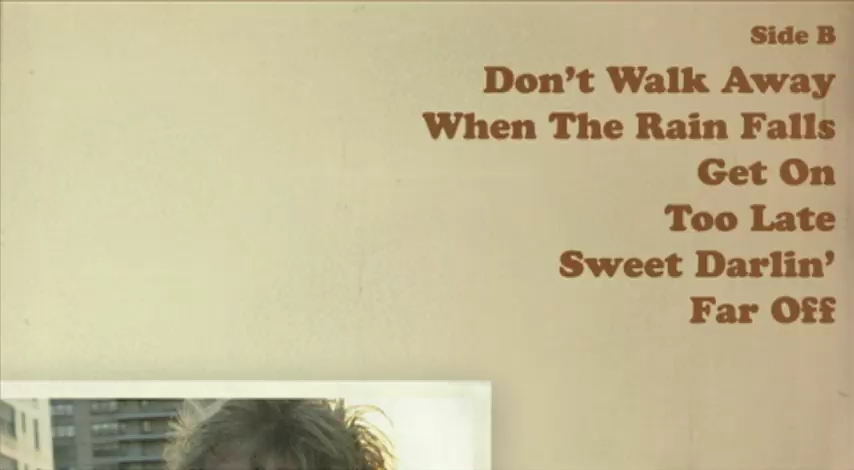 Side B
Don't Walk Away
When The Rain Falls
Get On
Too Late
Sweet Darlin'
Far Off